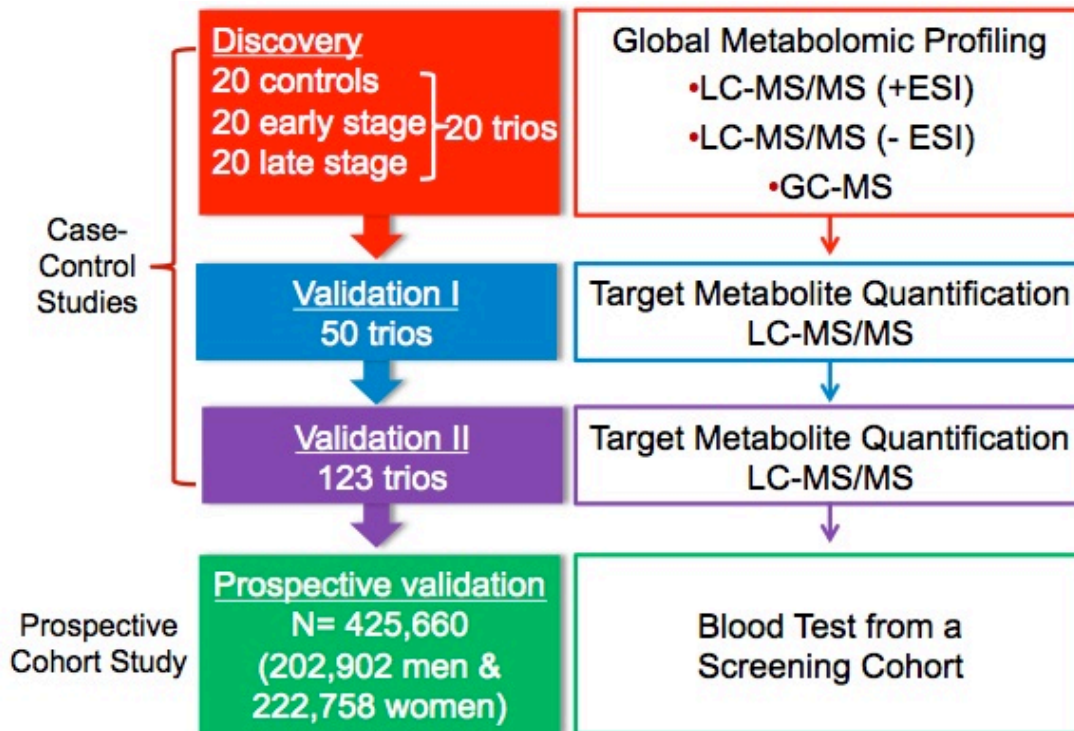 Case-
Control
Studies
Discovery
20 controls
20 early stage
20 late stage
20 trios
Global Metabolomic Profiling
•LC-MS/MS (+ESI)
•LC-MS/MS (- ESI)
•GC-MS
Validation I
50 trios
Target Metabolite Quantification
LC-MS/MS
Validation II
123 trios
Target Metabolite Quantification
LC-MS/MS
Prospective
Cohort Study
Prospective validation
N= 425,660
(202,902 men &
222,758 women)
Blood Test from a
Screening Cohort